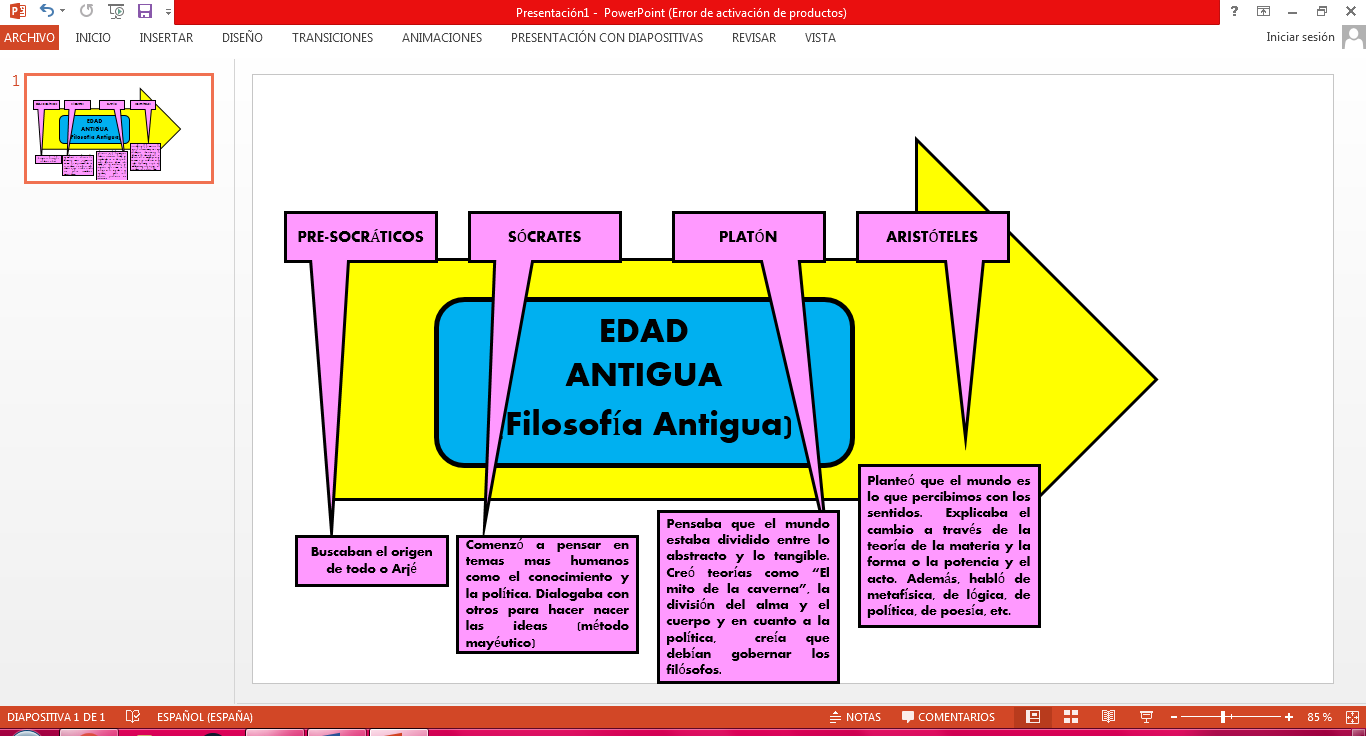 Presentación1 - PowerPoint (Error de activación de productos)
ARCHIVO INICIO INSERTAR DISEÑO TRANSICIONES ANIMACIONES PRESENTACIÓN CON DIAPOSITIVAS REVISAR VISTA Iniciar sesión
1
PRE-SOCRÁTICOS
SÓCRATES
PLATÓN
ARISTÓTELES
EDAD
ANTIGUA
(Filosofía Antigua)
Buscaban el origen
de todo o Arjé
Comenzó a pensar en
temas mas humanos
como el conocimiento y
la política. Dialogaba con
otros para hacer nacer
las ideas (método
mayéutico)
Pensaba que el mundo
estaba dividido entre lo
abstracto y lo tangible.
Creó teorías como “El
mito de la caverna”, la
división del alma y el
cuerpo y en cuanto a la
política, creía que
debían gobernar los
filósofos.
Planteó que el mundo es
lo que percibimos con los
sentidos. Explicaba el
cambio a través de la
teoría de la materia y la
forma o la potencia y el
acto. Además, habló de
metafísica, de lógica, de
política, de poesía, etc.
DIAPOSITIVA 1 DE 1 ESPAÑOL (ESPAÑA) NOTAS COMENTARIOS 85 %